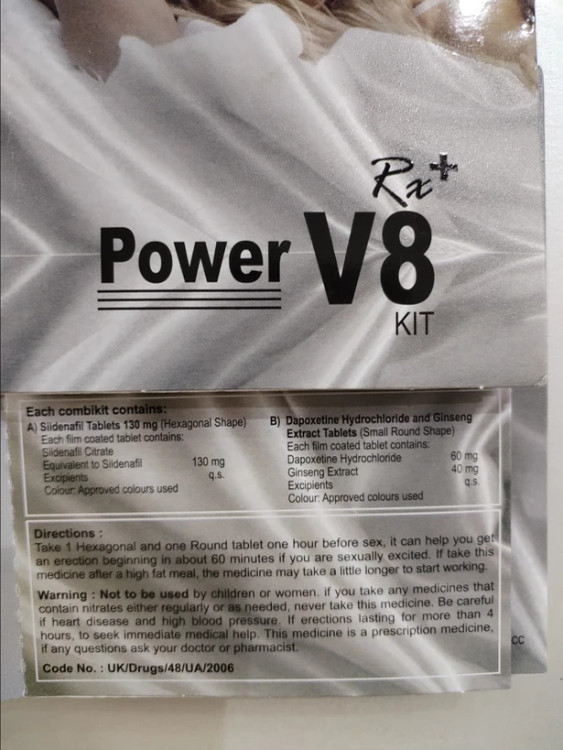 Rx+
Power V8
KIT
Each combikit contains:
A) Sildenafil Tablets 130 mg (Hexagonal Shape)
Each film coated tablet contains:
Sildenafil Citrate
Equivalent to Sildenafil 130 mg
Excipients q.s.
Colour: Approved colours used
B) Dapoxetine Hydrochloride and Ginseng
Extract Tablets (Small Round Shape)
Each film coated tablet contains:
Dapoxetine Hydrochloride 60 mg
Ginseng Extract 40 mg
Excipients q.s.
Colour: Approved colours used
Directions :
Take 1 Hexagonal and one Round tablet one hour before sex, it can help you get
an erection beginning in about 60 minutes if you are sexually excited. If take this
medicine after a high fat meal, the medicine may take a little longer to start working.
Warning : Not to be used by children or women. if you take any medicines that
contain nitrates either regularly or as needed, never take this medicine. Be careful
if heart disease and high blood pressure. If erections lasting for more than 4
hours, to seek immediate medical help. This medicine is a prescription medicine,
if any questions ask your doctor or pharmacist.
Code No. : UK/Drugs/48/UA/2006
cc